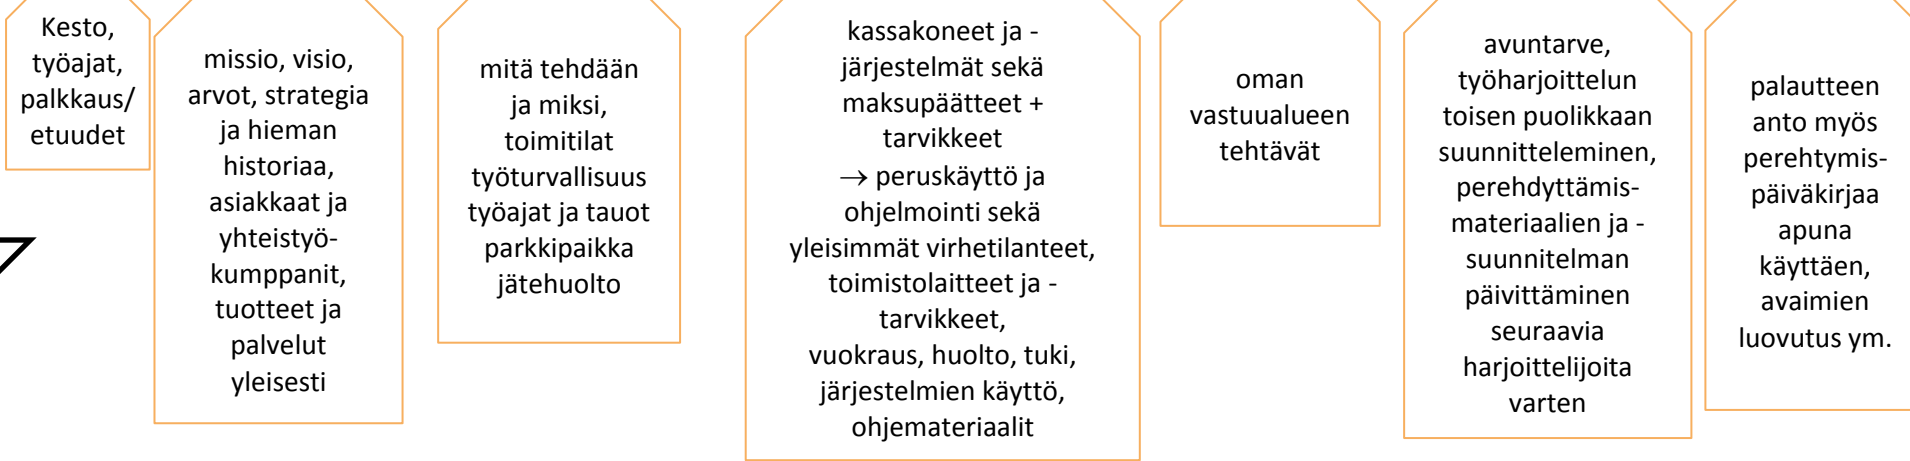 Kesto,
työajat,
palkkaus/
etuudet
missio, visio,
arvot, strategia
ja hieman
historiaa,
asiakkaat ja
yhteistyö-
kumppanit,
tuotteet ja
palvelut
yleisesti
mitä tehdään
ja miksi,
toimitilat
työturvallisuus
työajat ja tauot
parkkipaikka
jätehuolto
kassakoneet ja -
järjestelmät sekä
maksupäätteet +
tarvikkeet
→ peruskäyttö ja
ohjelmointi sekä
yleisimmät virhetilanteet,
toimistolaitteet ja -
tarvikkeet,
vuokraus, huolto, tuki,
järjestelmien käyttö,
ohjemateriaalit
oman
vastuualueen
tehtävät
avuntarve,
työharjoittelun
toisen puolikkaan
suunnitteleminen,
perehdyttämis-
materiaalien ja -
suunnitelman
päivittäminen
seuraavia
harjoittelijoita
varten
palautteen
anto myös
perehtymis-
päiväkirjaa
apuna
käyttäen,
avaimien
luovutus ym.